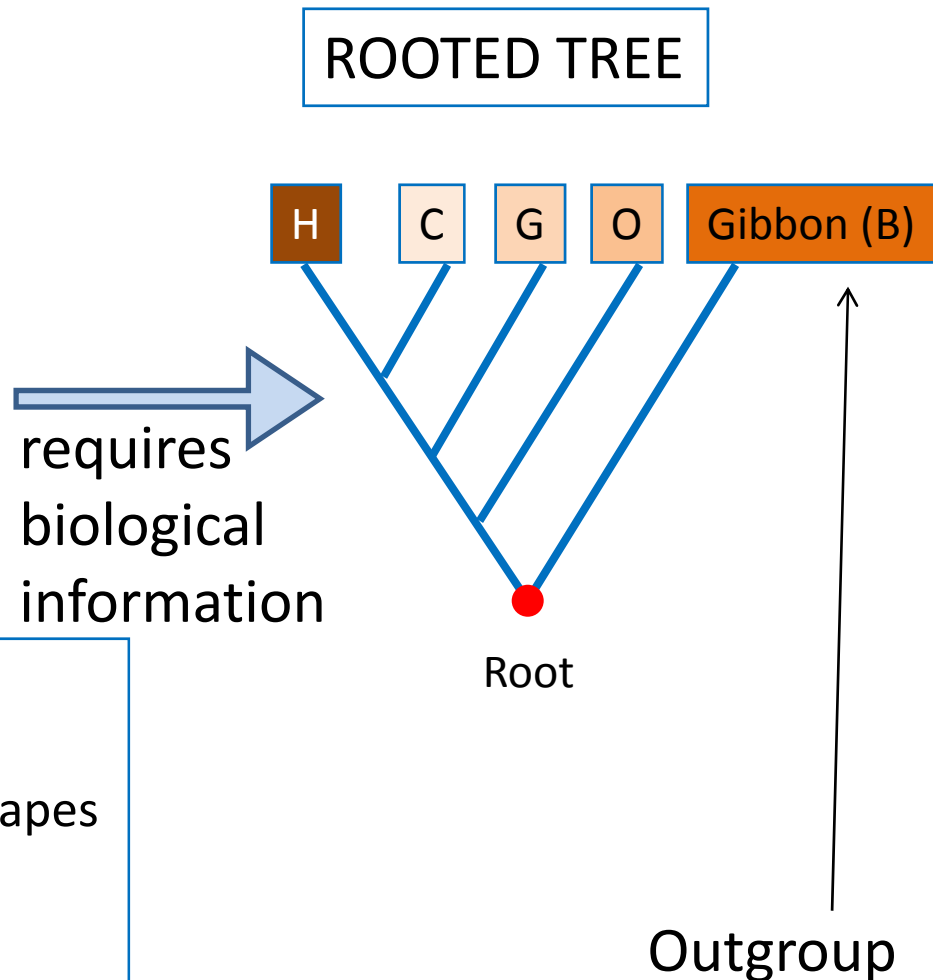 ROOTED TREE
H
C
G
O
Gibbon (B)
requires
biological
information
Root
apes
Outgroup